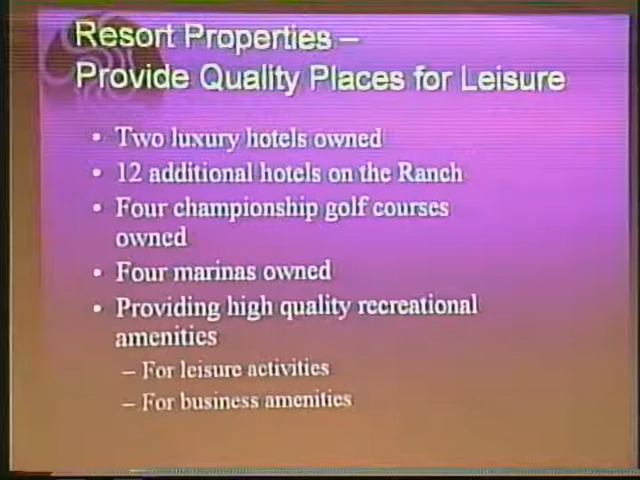 Resort Properties –
Provide Quality Places for Leisure
• Two luxury hotels owned
• 12 additional hotels on the Ranch
• Four championship golf courses
owned
• Four marinas owned
• Providing high quality recreational
amenities
– For leisure activities
– For business amenities